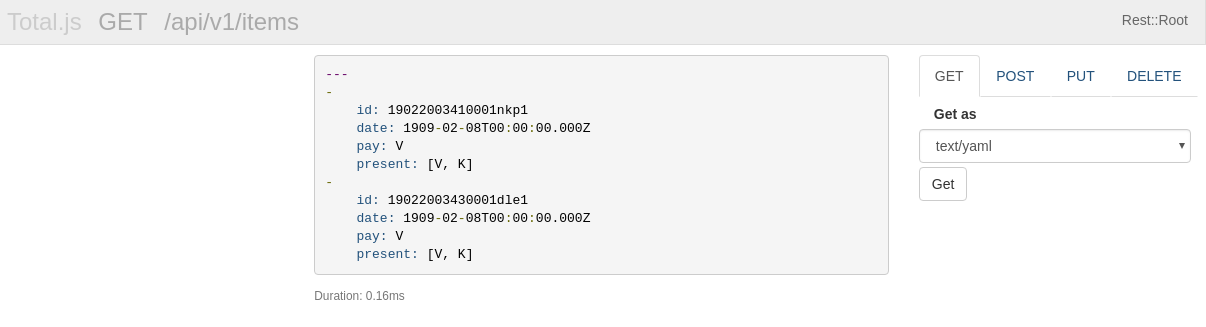 Total.js GET /api/v1/items
Rest::Root
---
-
    id: 19022003410001nkp1
    date: 1909-02-08T00:00:00.000Z
    pay: V
    present: [V, K]
-
    id: 19022003430001dle1
    date: 1909-02-08T00:00:00.000Z
    pay: V
    present: [V, K]
Duration: 0.16ms
GET POST PUT DELETE
Get as
text/yaml
Get